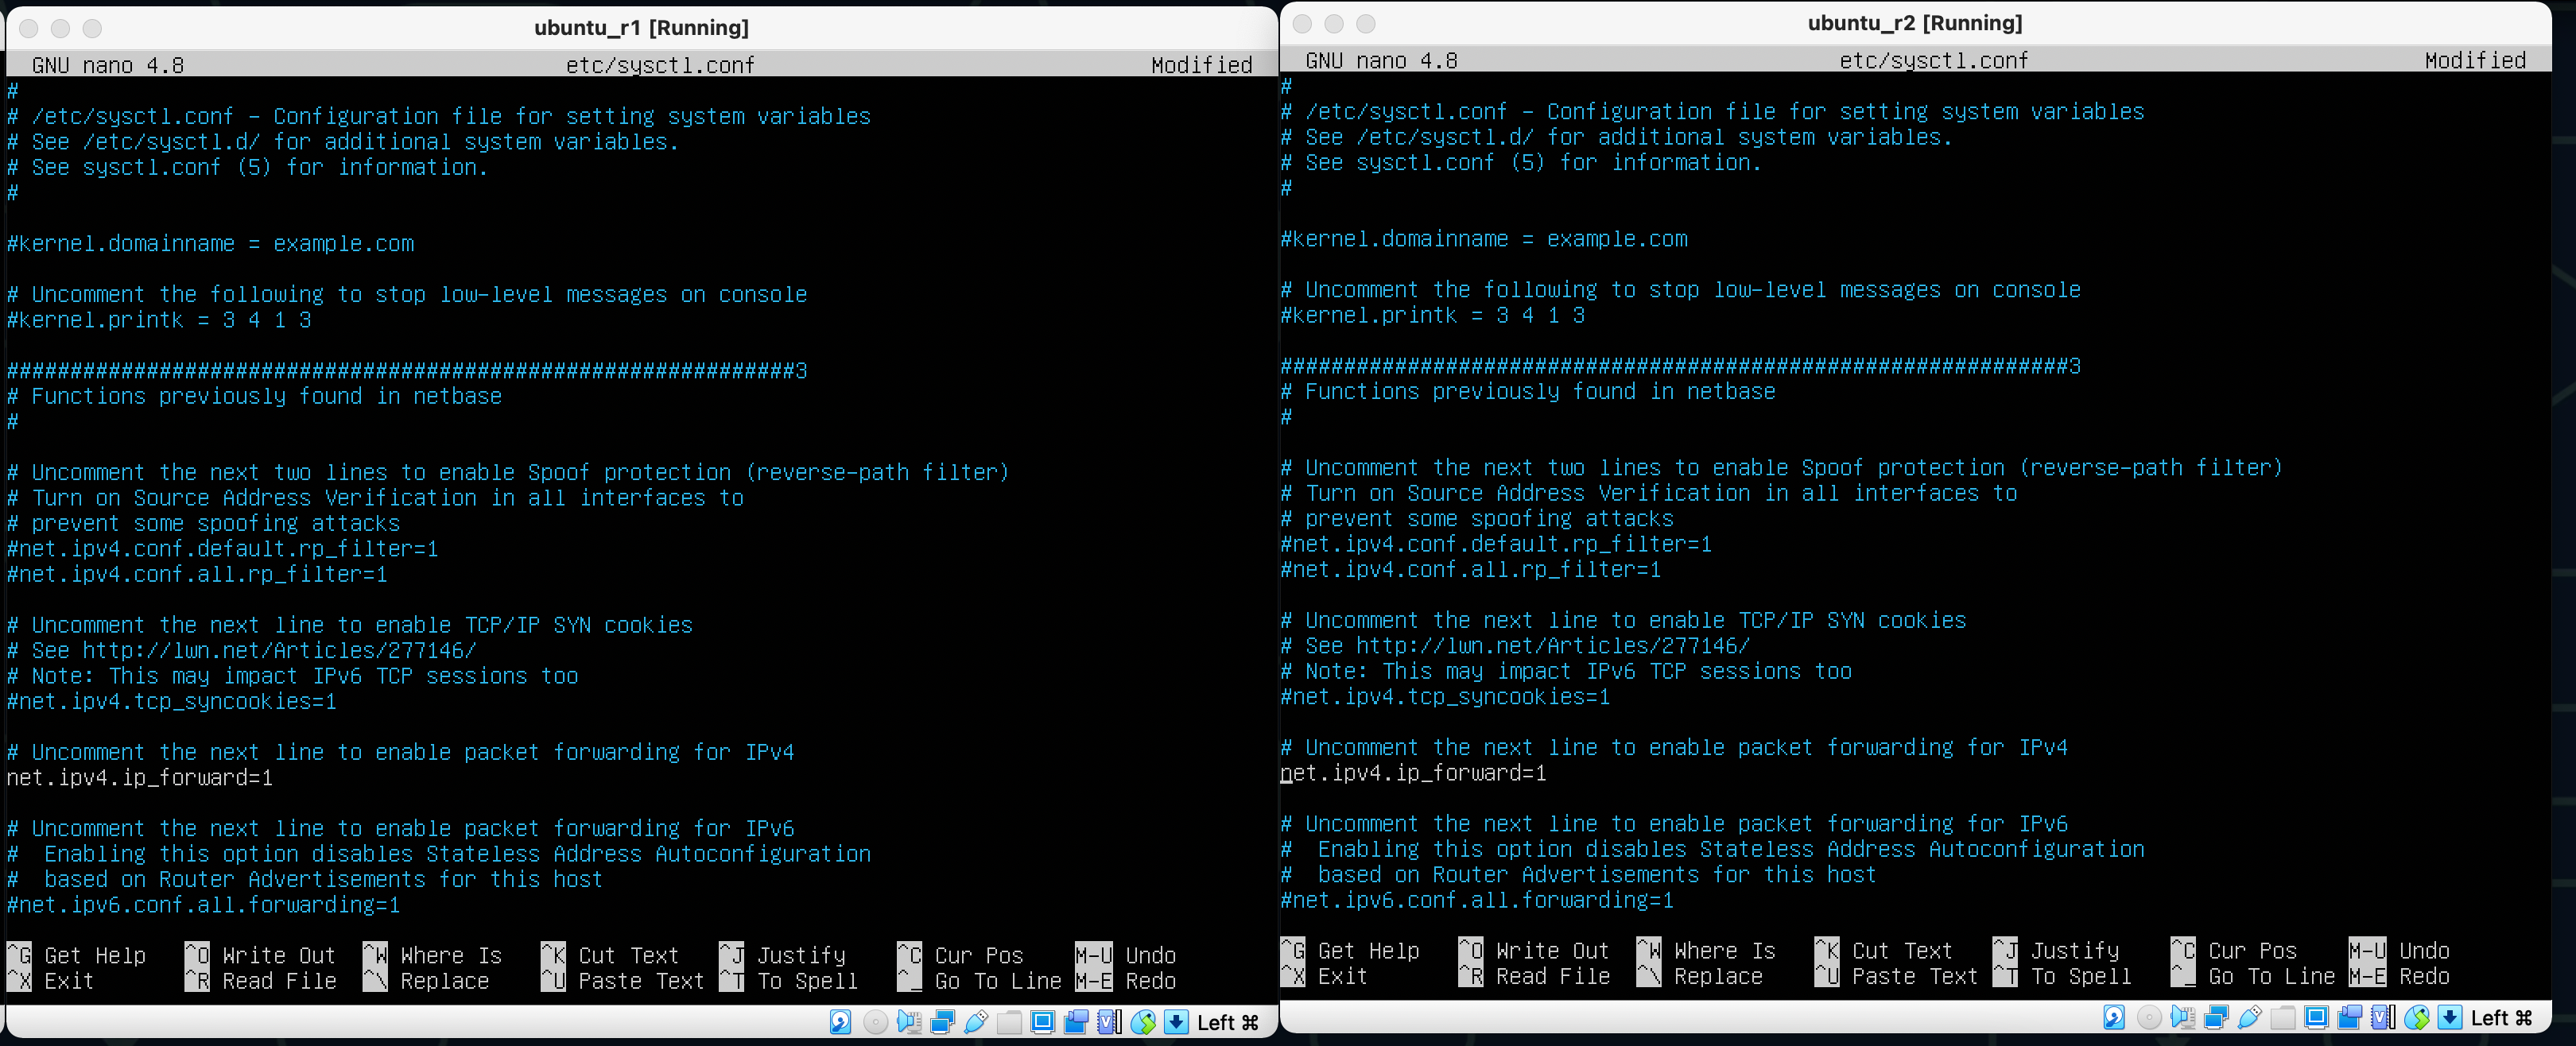 ubuntu_r1 [Running]
GNU nano 4.8 etc/sysctl.conf Modified
#
# /etc/sysctl.conf - Configuration file for setting system variables
# See /etc/sysctl.d/ for additional system variables.
# See sysctl.conf (5) for information.
#
#kernel.domainname = example.com
# Uncomment the following to stop low-level messages on console
#kernel.printk = 3 4 1 3
##############################################################3
# Functions previously found in netbase
#
# Uncomment the next two lines to enable Spoof protection (reverse-path filter)
# Turn on Source Address Verification in all interfaces to
# prevent some spoofing attacks
#net.ipv4.conf.default.rp_filter=1
#net.ipv4.conf.all.rp_filter=1
# Uncomment the next line to enable TCP/IP SYN cookies
# See http://lwn.net/Articles/277146/
# Note: This may impact IPv6 TCP sessions too
#net.ipv4.tcp_syncookies=1
# Uncomment the next line to enable packet forwarding for IPv4
net.ipv4.ip_forward=1
# Uncomment the next line to enable packet forwarding for IPv6
#  Enabling this option disables Stateless Address Autoconfiguration
#  based on Router Advertisements for this host
#net.ipv6.conf.all.forwarding=1
^G Get Help ^O Write Out ^W Where Is ^K Cut Text ^J Justify ^C Cur Pos M-U Undo
^X Exit ^R Read File ^\ Replace ^U Paste Text ^T To Spell ^_ Go To Line M-E Redo
Left ⌘
ubuntu_r2 [Running]
GNU nano 4.8 etc/sysctl.conf Modified
#
# /etc/sysctl.conf - Configuration file for setting system variables
# See /etc/sysctl.d/ for additional system variables.
# See sysctl.conf (5) for information.
#
#kernel.domainname = example.com
# Uncomment the following to stop low-level messages on console
#kernel.printk = 3 4 1 3
##############################################################3
# Functions previously found in netbase
#
# Uncomment the next two lines to enable Spoof protection (reverse-path filter)
# Turn on Source Address Verification in all interfaces to
# prevent some spoofing attacks
#net.ipv4.conf.default.rp_filter=1
#net.ipv4.conf.all.rp_filter=1
# Uncomment the next line to enable TCP/IP SYN cookies
# See http://lwn.net/Articles/277146/
# Note: This may impact IPv6 TCP sessions too
#net.ipv4.tcp_syncookies=1
# Uncomment the next line to enable packet forwarding for IPv4
net.ipv4.ip_forward=1
# Uncomment the next line to enable packet forwarding for IPv6
#  Enabling this option disables Stateless Address Autoconfiguration
#  based on Router Advertisements for this host
#net.ipv6.conf.all.forwarding=1
^G Get Help ^O Write Out ^W Where Is ^K Cut Text ^J Justify ^C Cur Pos M-U Undo
^X Exit ^R Read File ^\ Replace ^U Paste Text ^T To Spell ^_ Go To Line M-E Redo
Left ⌘